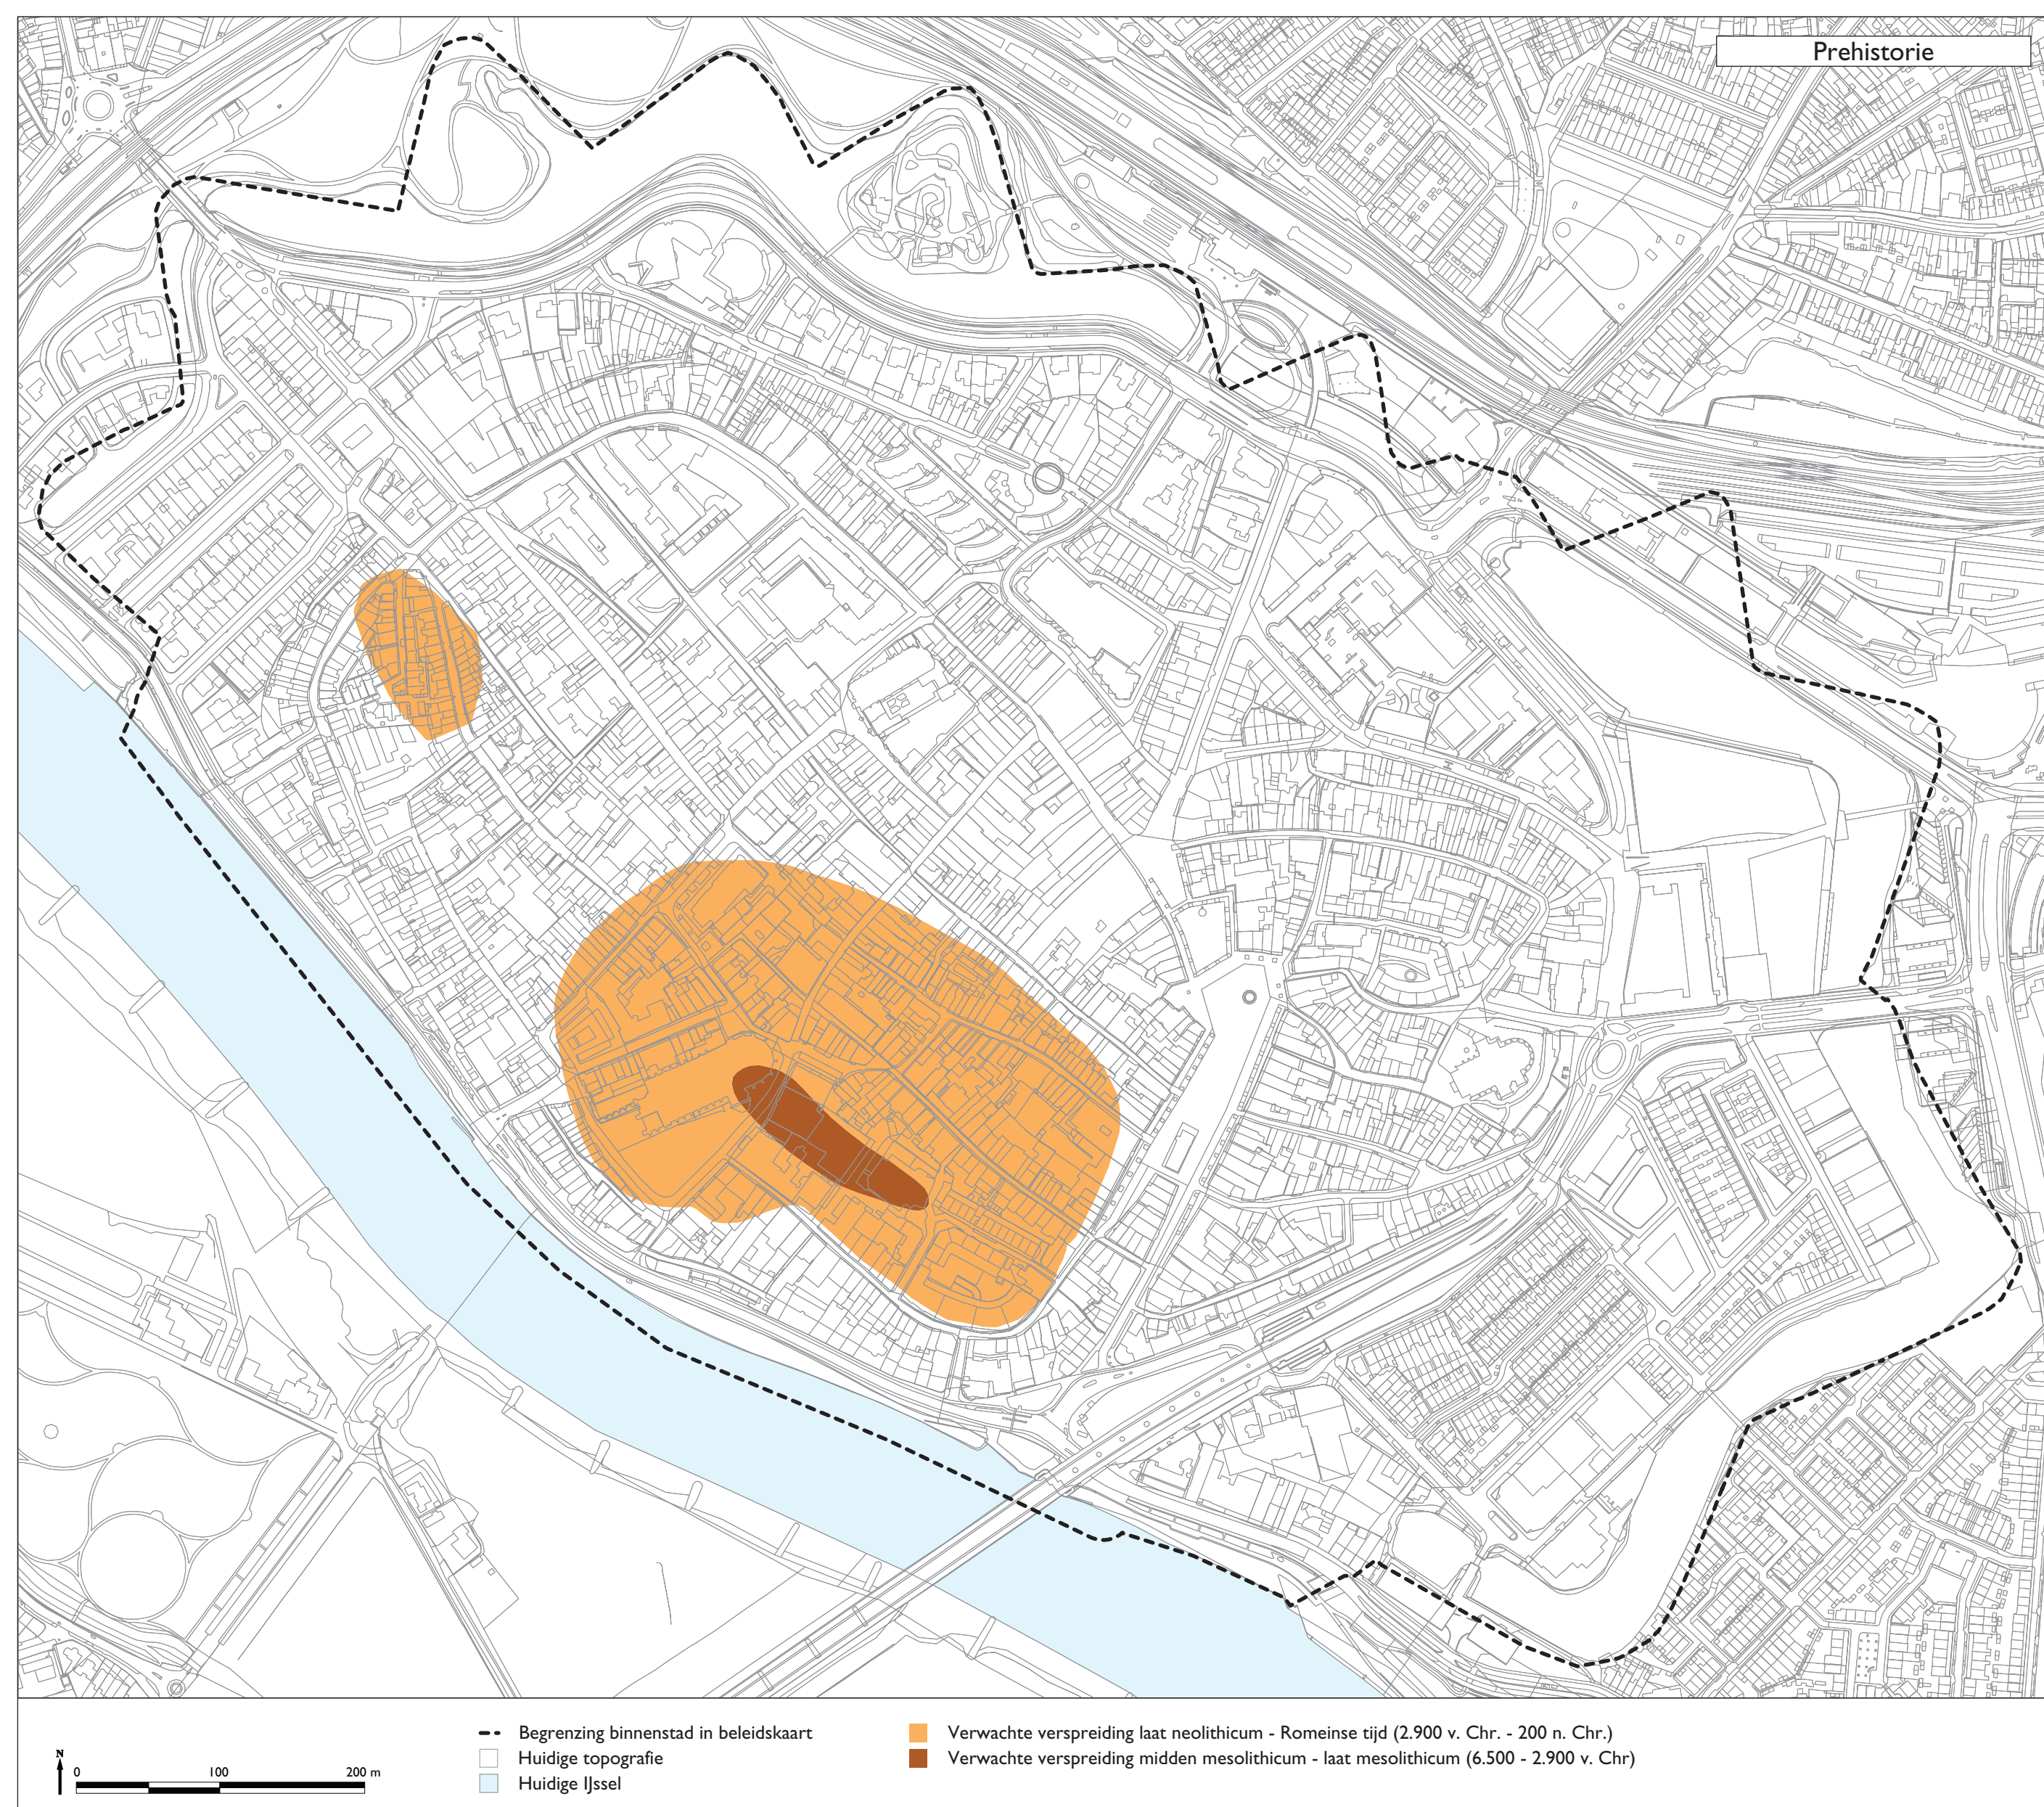 Prehistorie
Begrenzing binnenstad in beleidskaart
Huidige topografie
Huidige IJssel
Verwachte verspreiding laat neolithicum - Romeinse tijd (2.900 v. Chr. - 200 n. Chr.)
Verwachte verspreiding midden mesolithicum - laat mesolithicum (6.500 - 2.900 v. Chr)
N
0 100 200 m